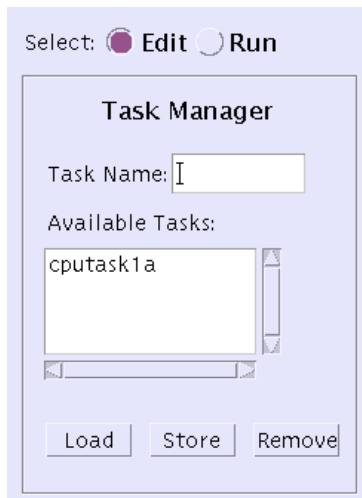 Select: Edit Run
Task Manager
Task Name:
Available Tasks:
cputask1a
Load Store Remove